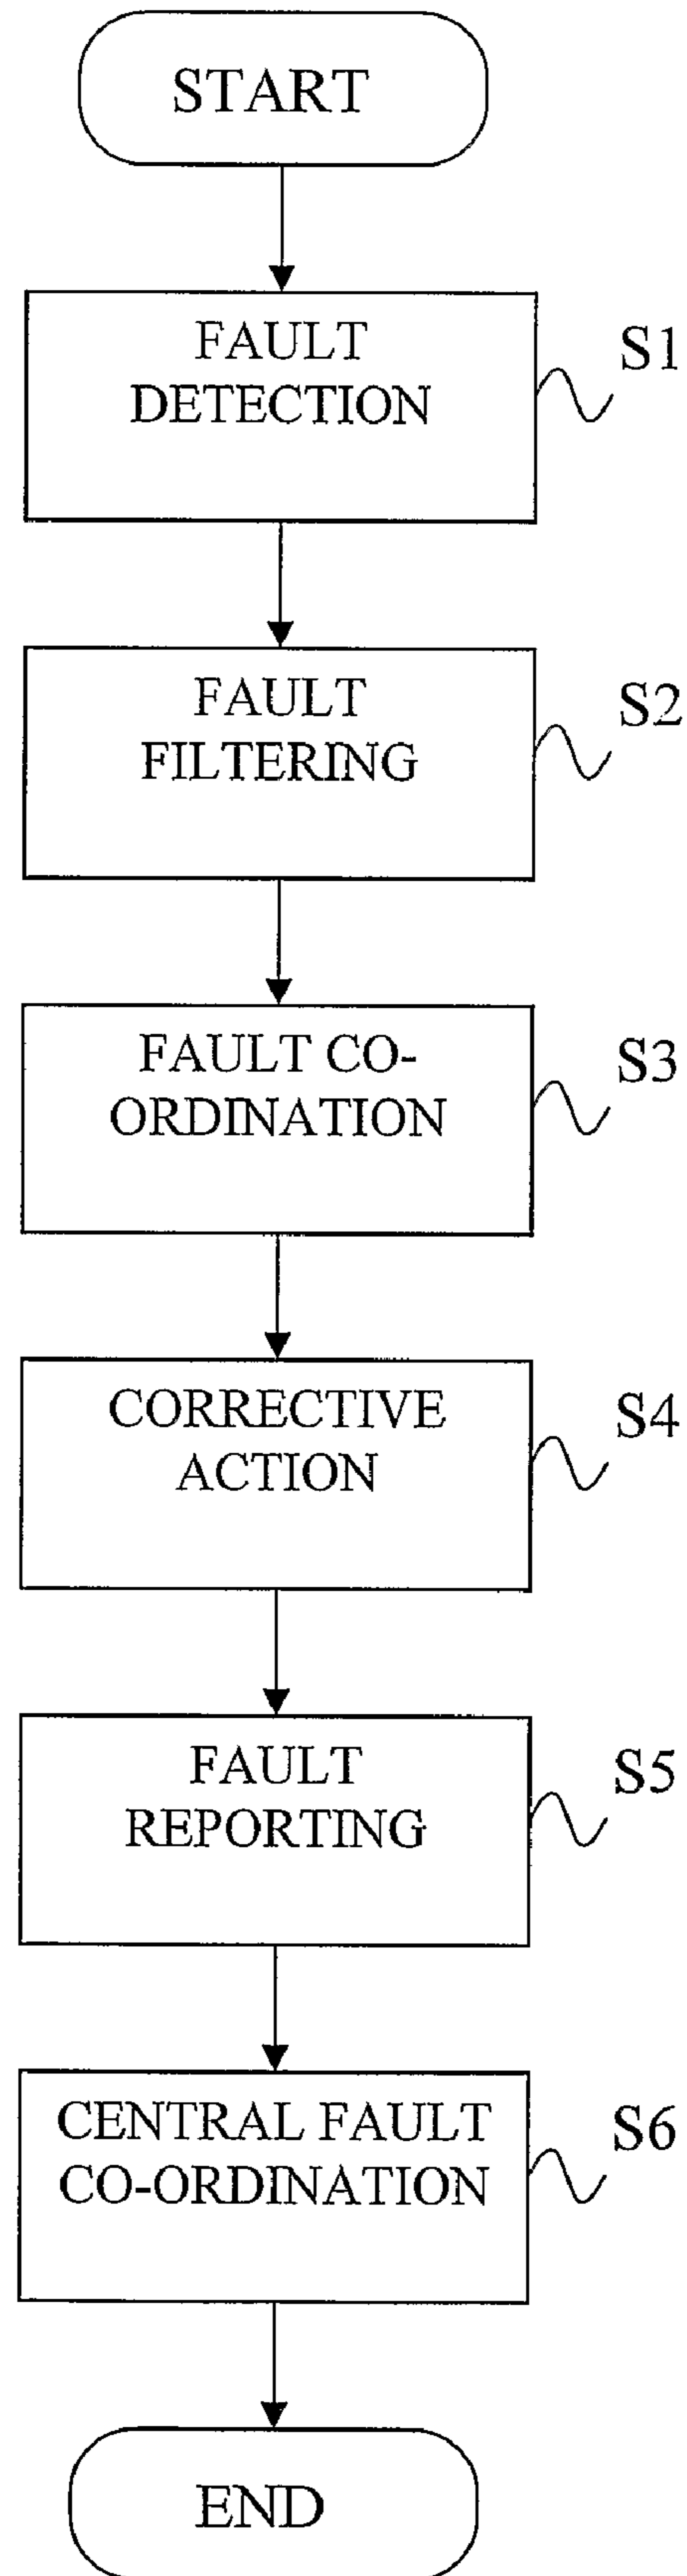 START
FAULT
DETECTION
S1
FAULT
FILTERING
S2
FAULT CO-
ORDINATION
S3
CORRECTIVE
ACTION
S4
FAULT
REPORTING
S5
CENTRAL FAULT
CO-ORDINATION
S6
END